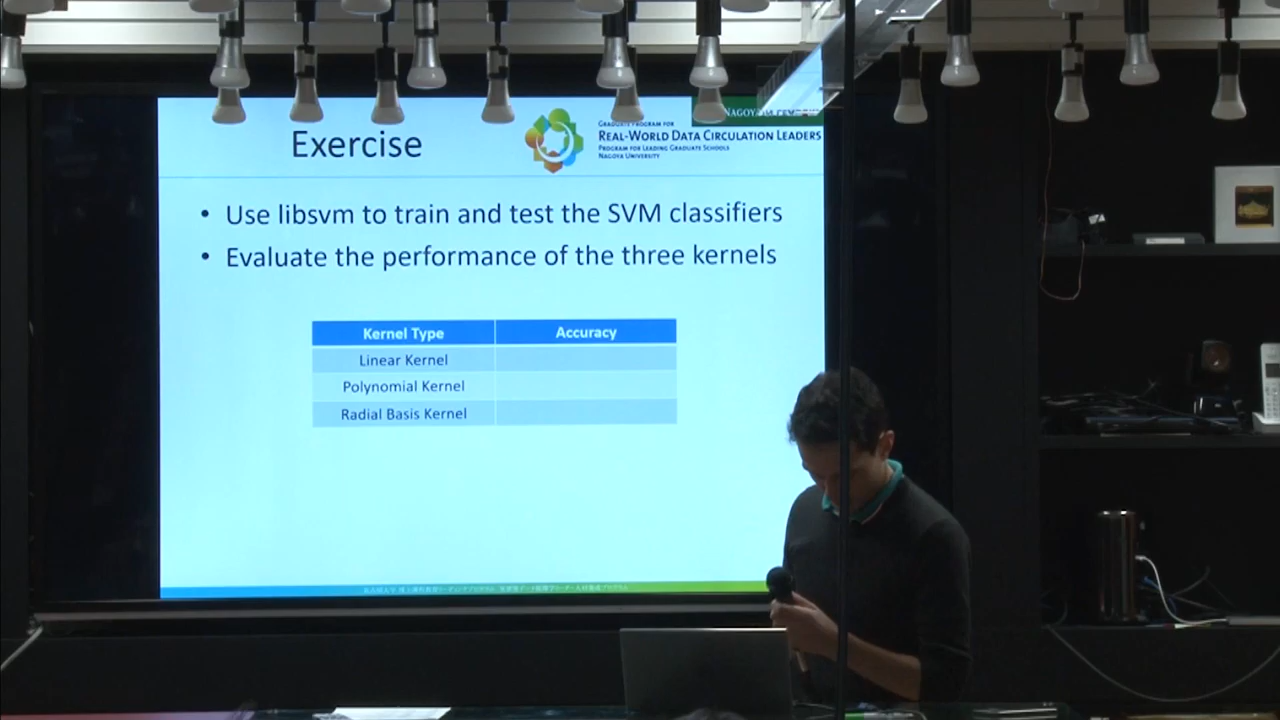 Exercise
GRADUATE PROGRAM FOR
REAL-WORLD DATA CIRCULATION LEADERS
PROGRAM FOR LEADING GRADUATE SCHOOLS
NAGOYA UNIVERSITY
• Use libsvm to train and test the SVM classifiers
• Evaluate the performance of the three kernels
Kernel Type Accuracy
Linear Kernel
Polynomial Kernel
Radial Basis Kernel